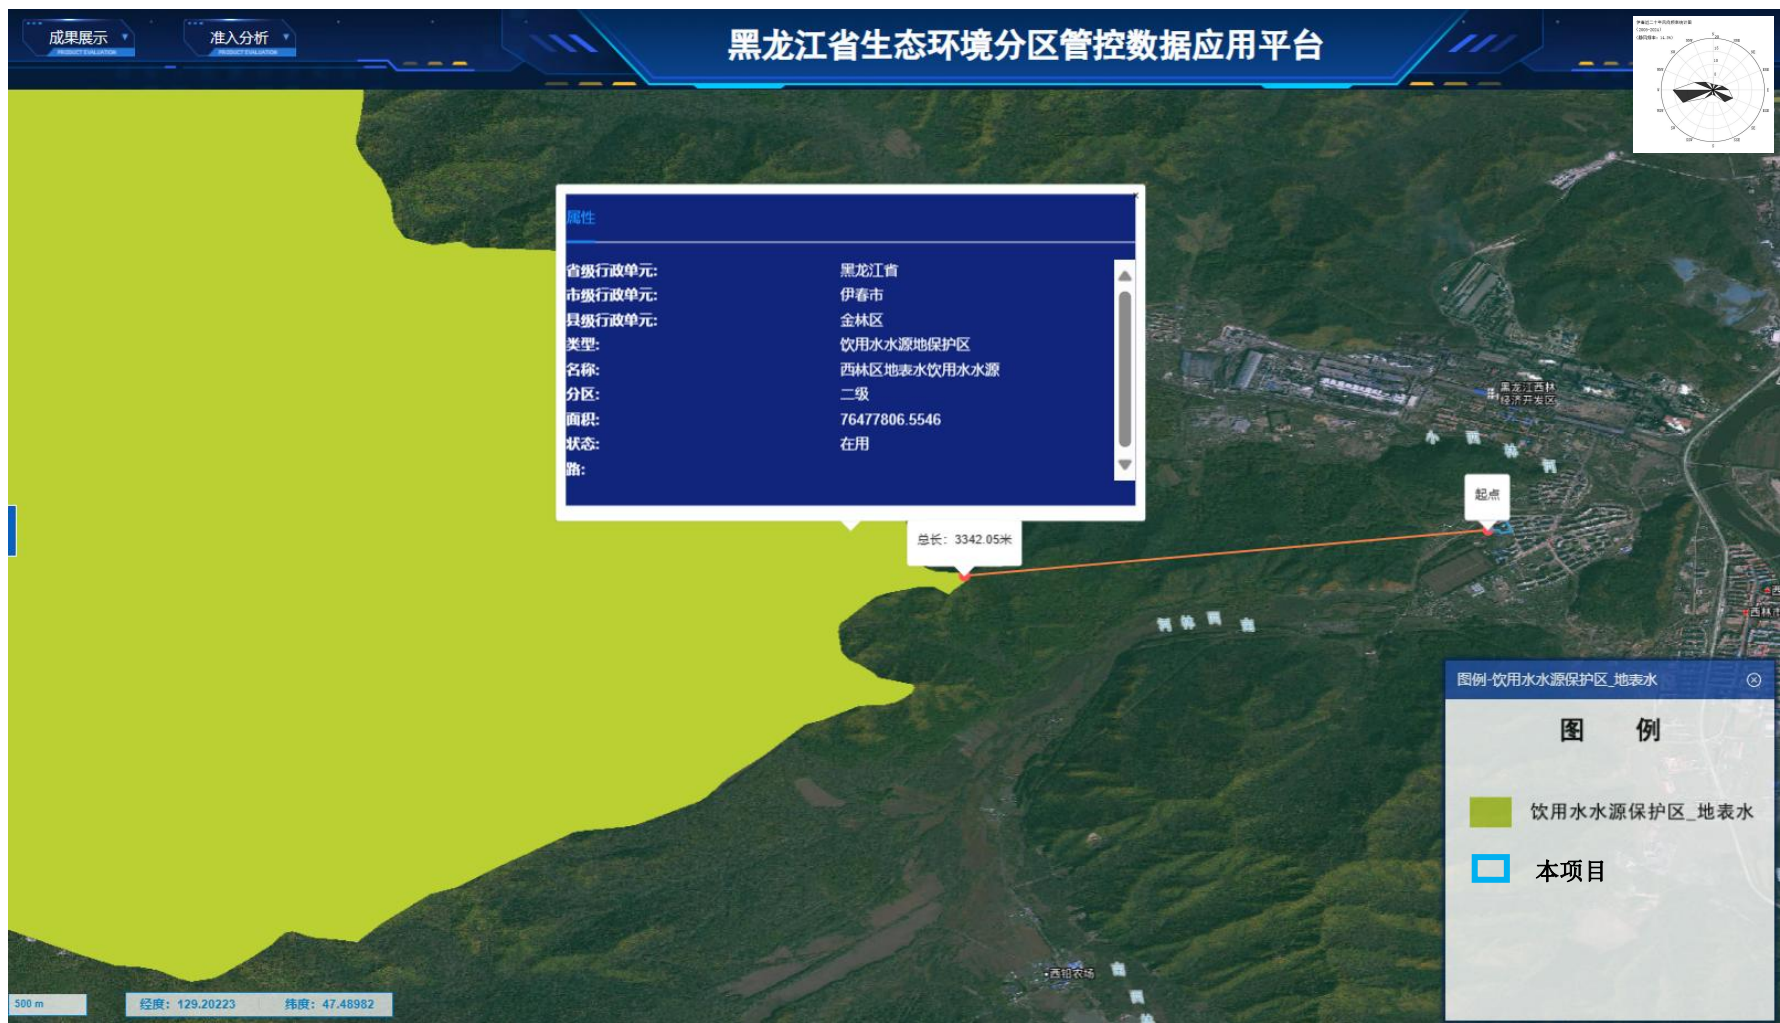 成果展示
PRODUCT EVALUATION
准入分析
PRODUCT EVALUATION
黑龙江省生态环境分区管控数据应用平台
属性
省级行政单元: 黑龙江省
市级行政单元: 伊春市
县级行政单元: 金林区
类型: 饮用水水源地保护区
名称: 西林区地表水饮用水水源
分区: 二级
面积: 76477806.5546
状态: 在用
路:
总长：3342.05米
起点
黑龙江西林
经济开发区
小西林河
西钼农场
图例-饮用水水源保护区_地表水
图 例
饮用水水源保护区_地表水
本项目
500 m
经度：129.20223 纬度：47.48982